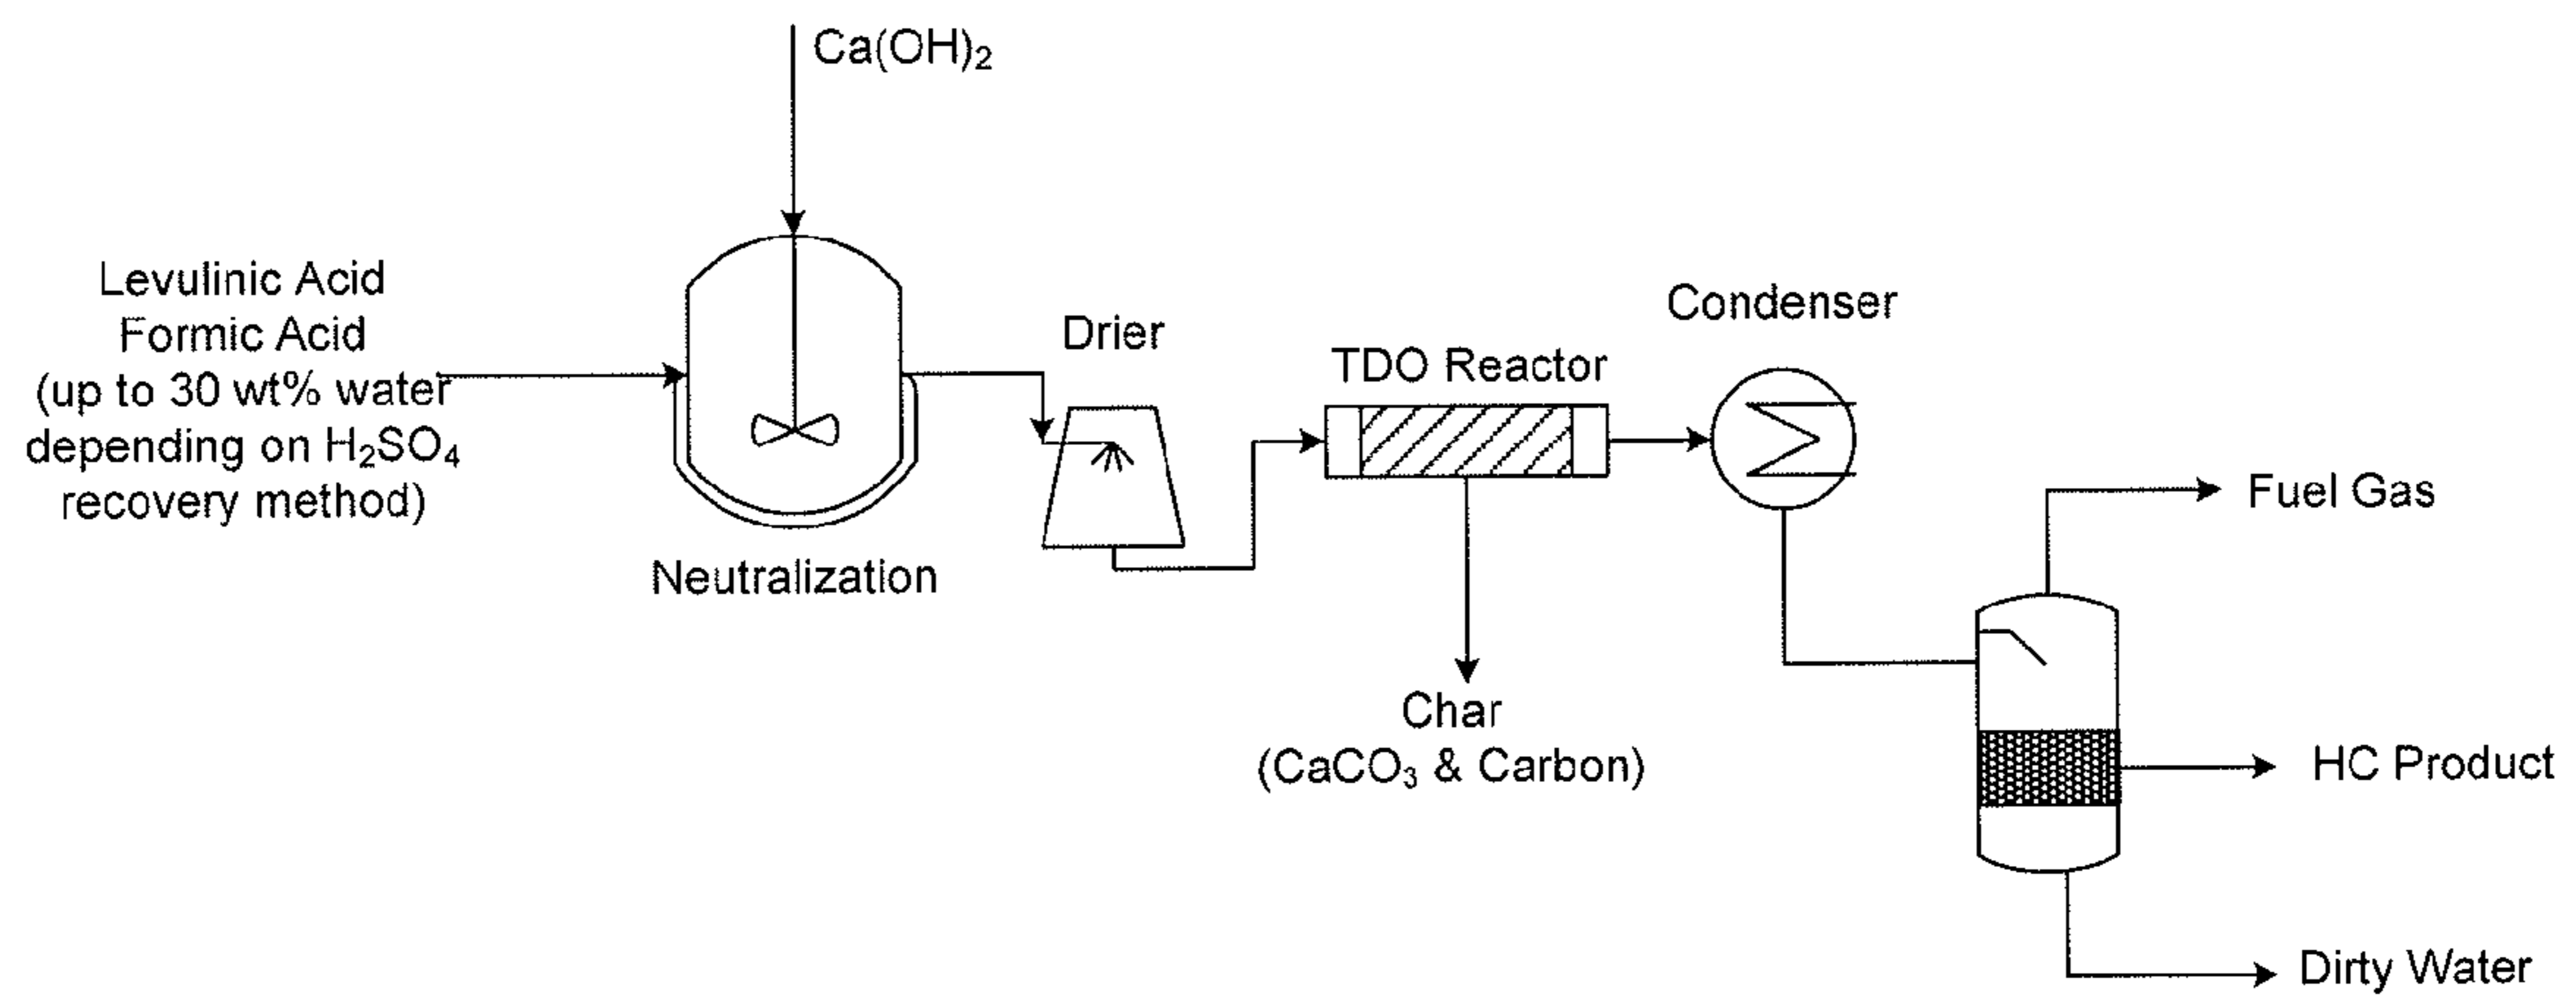 Ca(OH)₂
Levulinic Acid
Formic Acid
(up to 30 wt% water
depending on H₂SO₄
recovery method)
Neutralization
Drier
TDO Reactor
Condenser
Char
(CaCO₃ & Carbon)
Fuel Gas
HC Product
Dirty Water